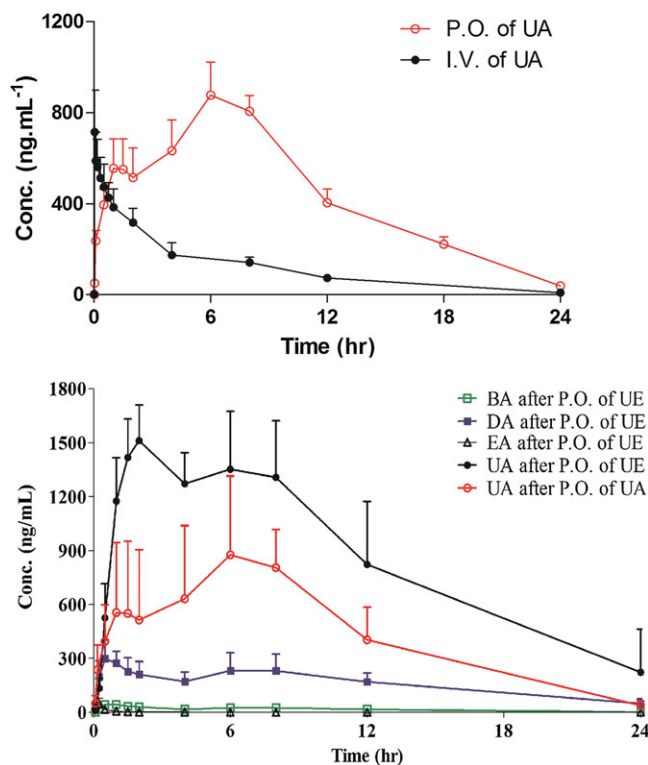 P.O. of UA
I.V. of UA
Conc. (ng.mL⁻¹)
1200
800
400
0
0 6 12 18 24
Time (hr)
BA after P.O. of UE
DA after P.O. of UE
EA after P.O. of UE
UA after P.O. of UE
UA after P.O. of UA
Conc. (ng/mL)
1800
1500
1200
900
600
300
0
0 6 12 18 24
Time (hr)